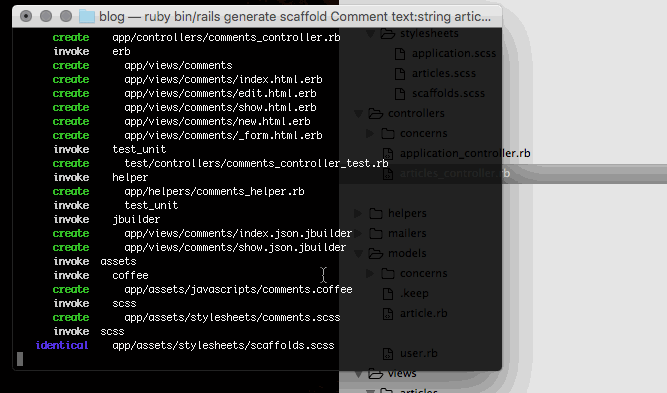 blog — ruby bin/rails generate scaffold Comment text:string artic...
create app/controllers/comments_controller.rb
invoke erb
create app/views/comments
create app/views/comments/index.html.erb
create app/views/comments/edit.html.erb
create app/views/comments/show.html.erb
create app/views/comments/new.html.erb
create app/views/comments/_form.html.erb
invoke test_unit
create test/controllers/comments_controller_test.rb
invoke helper
create app/helpers/comments_helper.rb
invoke test_unit
invoke jbuilder
create app/views/comments/index.json.jbuilder
create app/views/comments/show.json.jbuilder
invoke assets
invoke coffee
create app/assets/javascripts/comments.coffee
invoke scss
create app/assets/stylesheets/comments.scss
invoke scss
identical app/assets/stylesheets/scaffolds.scss
stylesheets
application.scss
articles.scss
scaffolds.scss
controllers
concerns
application_controller.rb
articles_controller.rb
helpers
mailers
models
concerns
.keep
article.rb
user.rb
views
articles